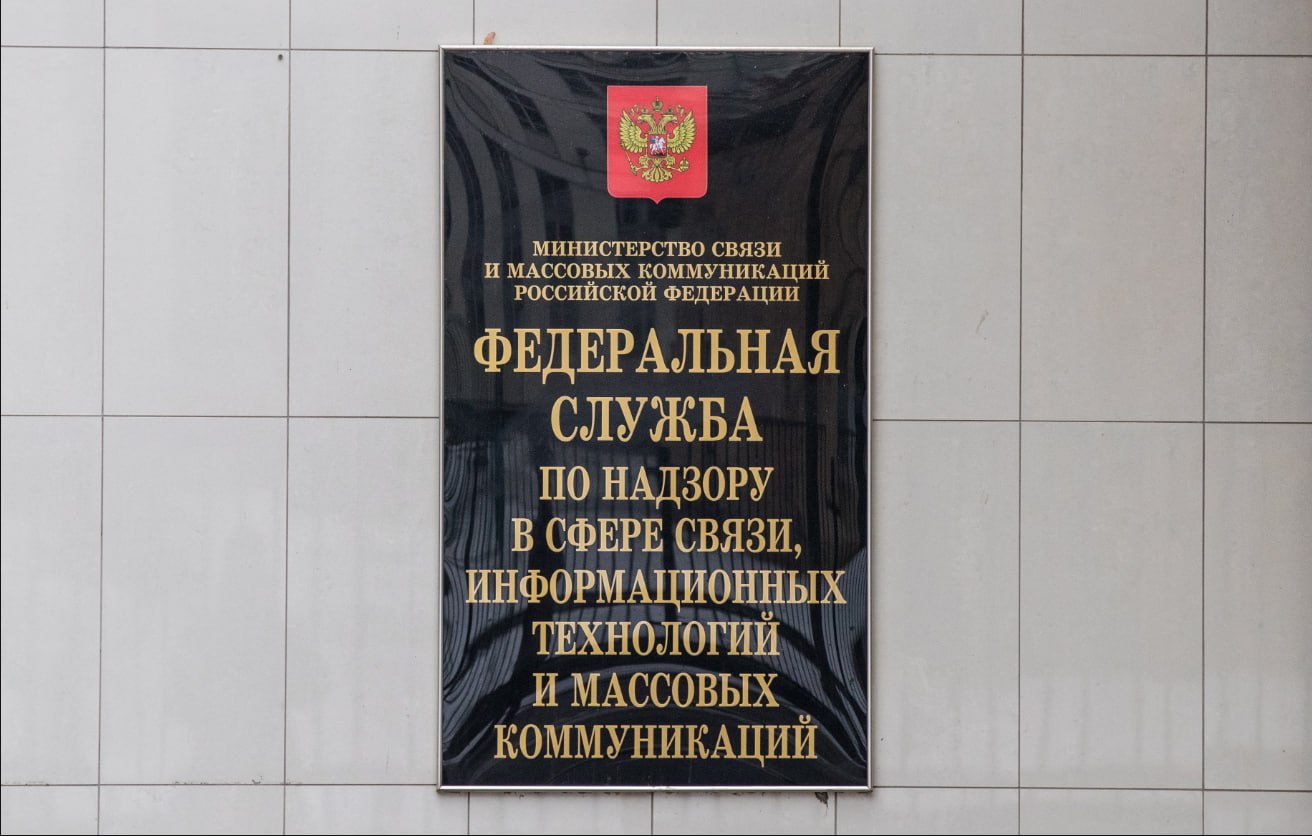 МИНИСТЕРСТВО СВЯЗИ
И МАССОВЫХ КОММУНИКАЦИЙ
РОССИЙСКОЙ ФЕДЕРАЦИИ
ФЕДЕРАЛЬНАЯ
СЛУЖБА
ПО НАДЗОРУ
В СФЕРЕ СВЯЗИ,
ИНФОРМАЦИОННЫХ
ТЕХНОЛОГИЙ
И МАССОВЫХ
КОММУНИКАЦИЙ